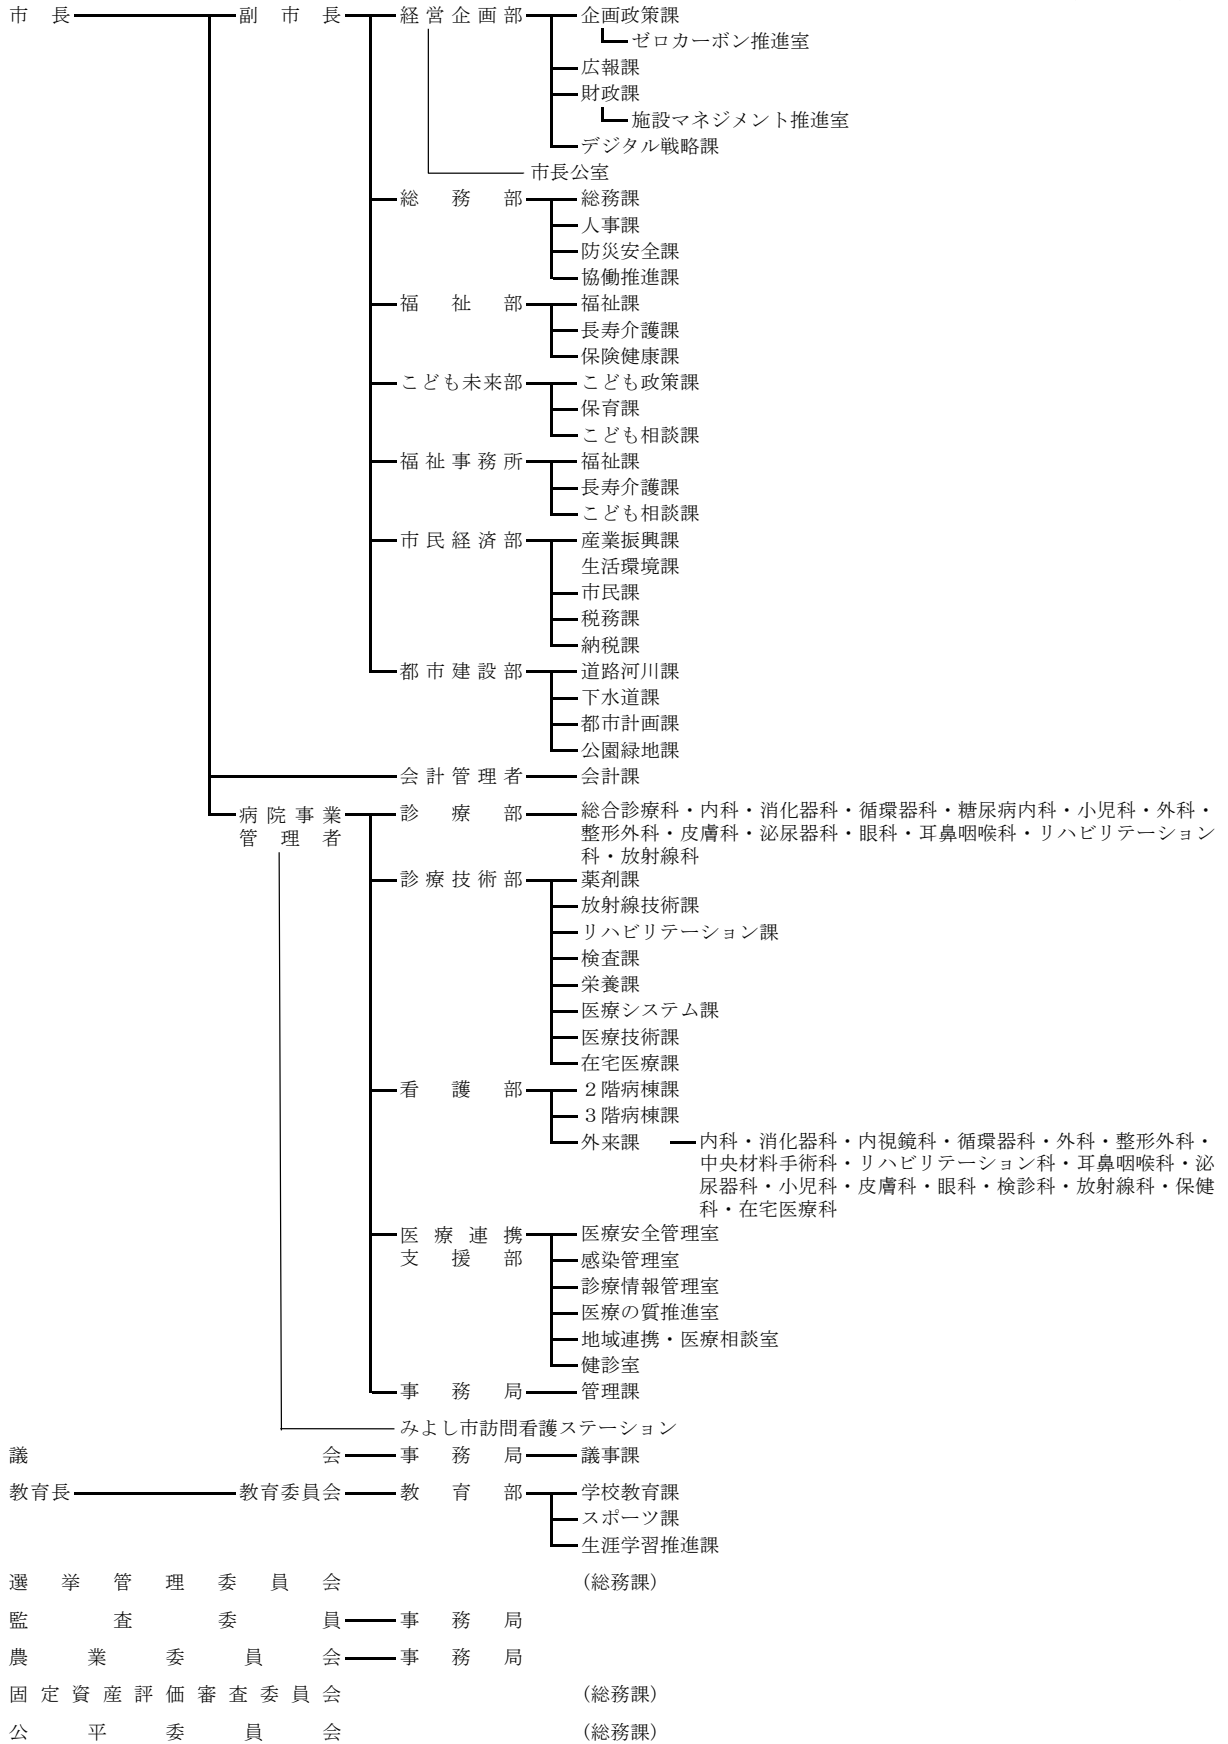 市長 副市長 経営企画部 企画政策課
ゼロカーボン推進室
広報課
財政課
施設マネジメント推進室
デジタル戦略課
市長公室
総務部 総務課
人事課
防災安全課
協働推進課
福祉部 福祉課
長寿介護課
保険健康課
こども未来部 こども政策課
保育課
こども相談課
福祉事務所 福祉課
長寿介護課
こども相談課
市民経済部 産業振興課
生活環境課
市民課
税務課
納税課
都市建設部 道路河川課
下水道課
都市計画課
公園緑地課
会計管理者 会計課
病院事業 診療部 総合診療科・内科・消化器科・循環器科・糖尿病内科・小児科・外科・
管理者 整形外科・皮膚科・泌尿器科・眼科・耳鼻咽喉科・リハビリテーション
科・放射線科
診療技術部 薬剤課
放射線技術課
リハビリテーション課
検査課
栄養課
医療システム課
医療技術課
在宅医療課
看護部 2階病棟課
3階病棟課
外来課 内科・消化器科・内視鏡科・循環器科・外科・整形外科・
中央材料手術科・リハビリテーション科・耳鼻咽喉科・泌
尿器科・小児科・皮膚科・眼科・検診科・放射線科・保健
科・在宅医療科
医療連携 医療安全管理室
支援部
感染管理室
診療情報管理室
医療の質推進室
地域連携・医療相談室
健診室
事務局 管理課
みよし市訪問看護ステーション
議会 事務局 議事課
教育長 教育委員会 教育部 学校教育課
スポーツ課
生涯学習推進課
選挙管理委員会 (総務課)
監査委員 事務局
農業委員会 事務局
固定資産評価審査委員会 (総務課)
公平委員会 (総務課)